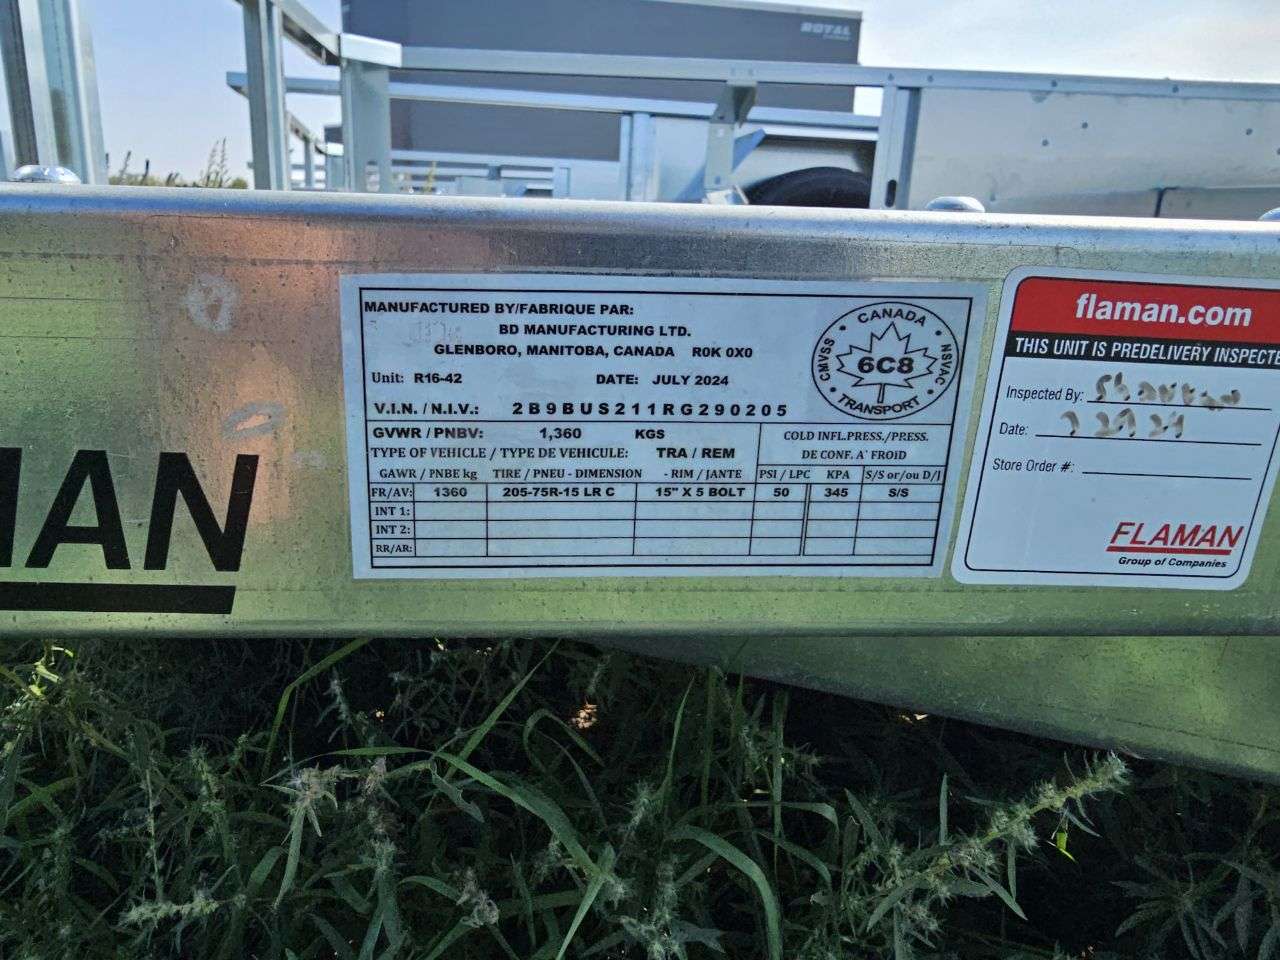 ROYAL
MANUFACTURED BY/FABRIQUE PAR:
BD MANUFACTURING LTD.
GLENBORO, MANITOBA, CANADA R0K 0X0
Unit: R16-42 DATE: JULY 2024
V.I.N. / N.I.V.: 2B9BUS211RG290205
CANADA
CMVSS 6C8 NSVAC
TRANSPORT
GVWR / PNBV: 1,360 KGS
TYPE OF VEHICLE / TYPE DE VEHICULE: TRA / REM
COLD INFL.PRESS./PRESS.
DE CONF. A` FROID
GAWR / PNBE kg TIRE / PNEU - DIMENSION - RIM / JANTE PSI / LPC KPA S/S or/ou D/J
FR/AV: 1360 205-75R-15 LR C 15" X 5 BOLT 50 345 S/S
INT 1:
INT 2:
RR/AR:
flaman.com
THIS UNIT IS PREDELIVERY INSPECTE
Inspected By:
Date:
Store Order #:
FLAMAN
Group of Companies
MAN